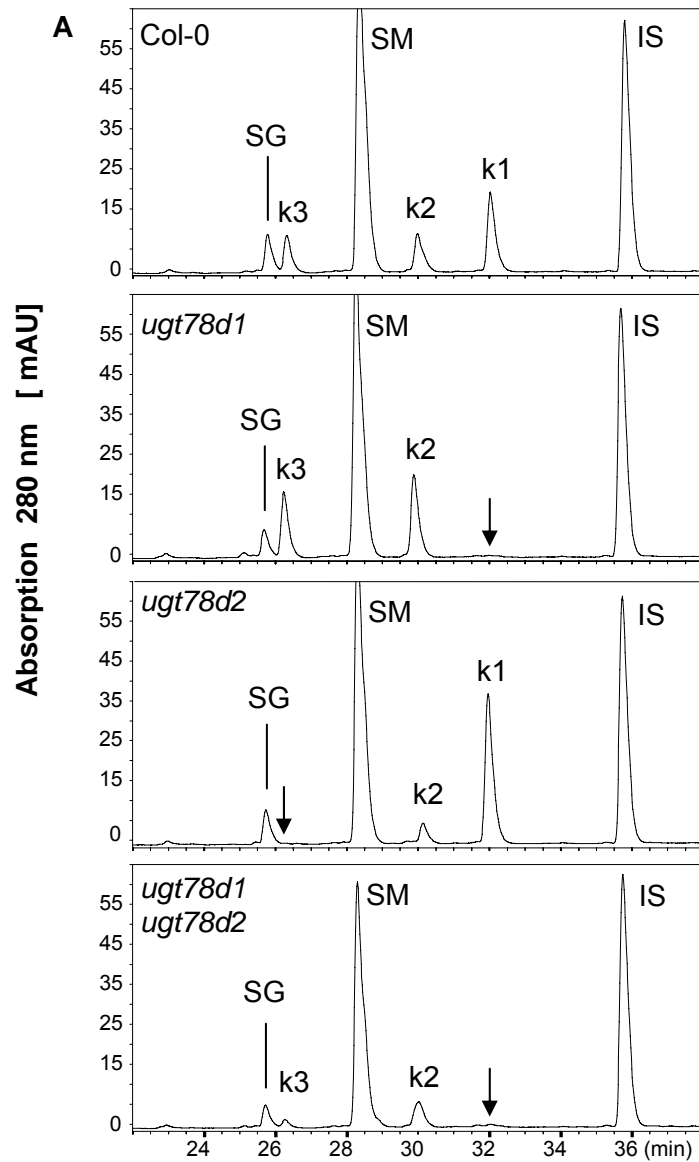 A
Col-0
SM
IS
SG
k3
k2
k1
55
45
35
25
15
0
ugt78d1
SM
IS
SG
k3
k2
55
45
35
25
15
0
Absorption 280 nm [ mAU]
ugt78d2
SM
IS
SG
k2
k1
55
45
35
25
15
0
ugt78d1
ugt78d2
SM
IS
SG
k3
k2
55
45
35
25
15
0
24 26 28 30 32 34 36 (min)